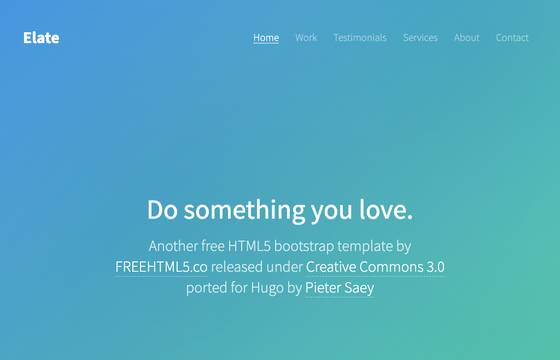 Elate
Home Work Testimonials Services About Contact
Do something you love.
Another free HTML5 bootstrap template by
FREEHTML5.co released under Creative Commons 3.0
ported for Hugo by Pieter Saey